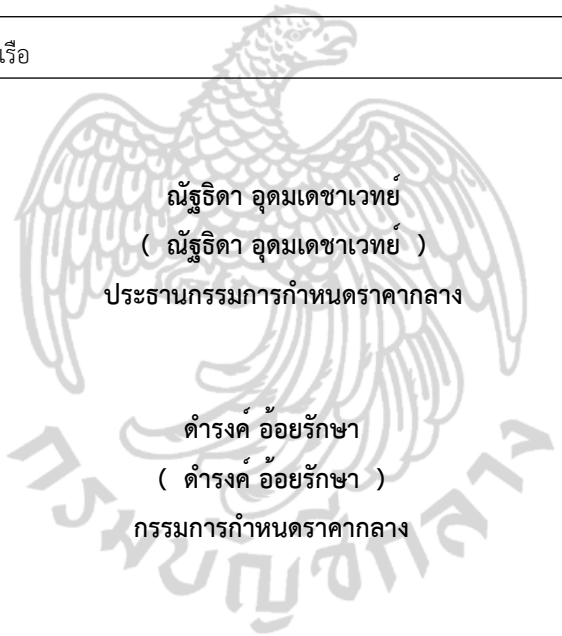 เรือ
ณัฐธิดา อุดมเดชาเวทย์
( ณัฐธิดา อุดมเดชาเวทย์ )
ประธานกรรมการกำหนดราคากลาง
ดำรงค์ อ้อยรักษา
( ดำรงค์ อ้อยรักษา )
กรรมการกำหนดราคากลาง
กรมบัญชีกลาง